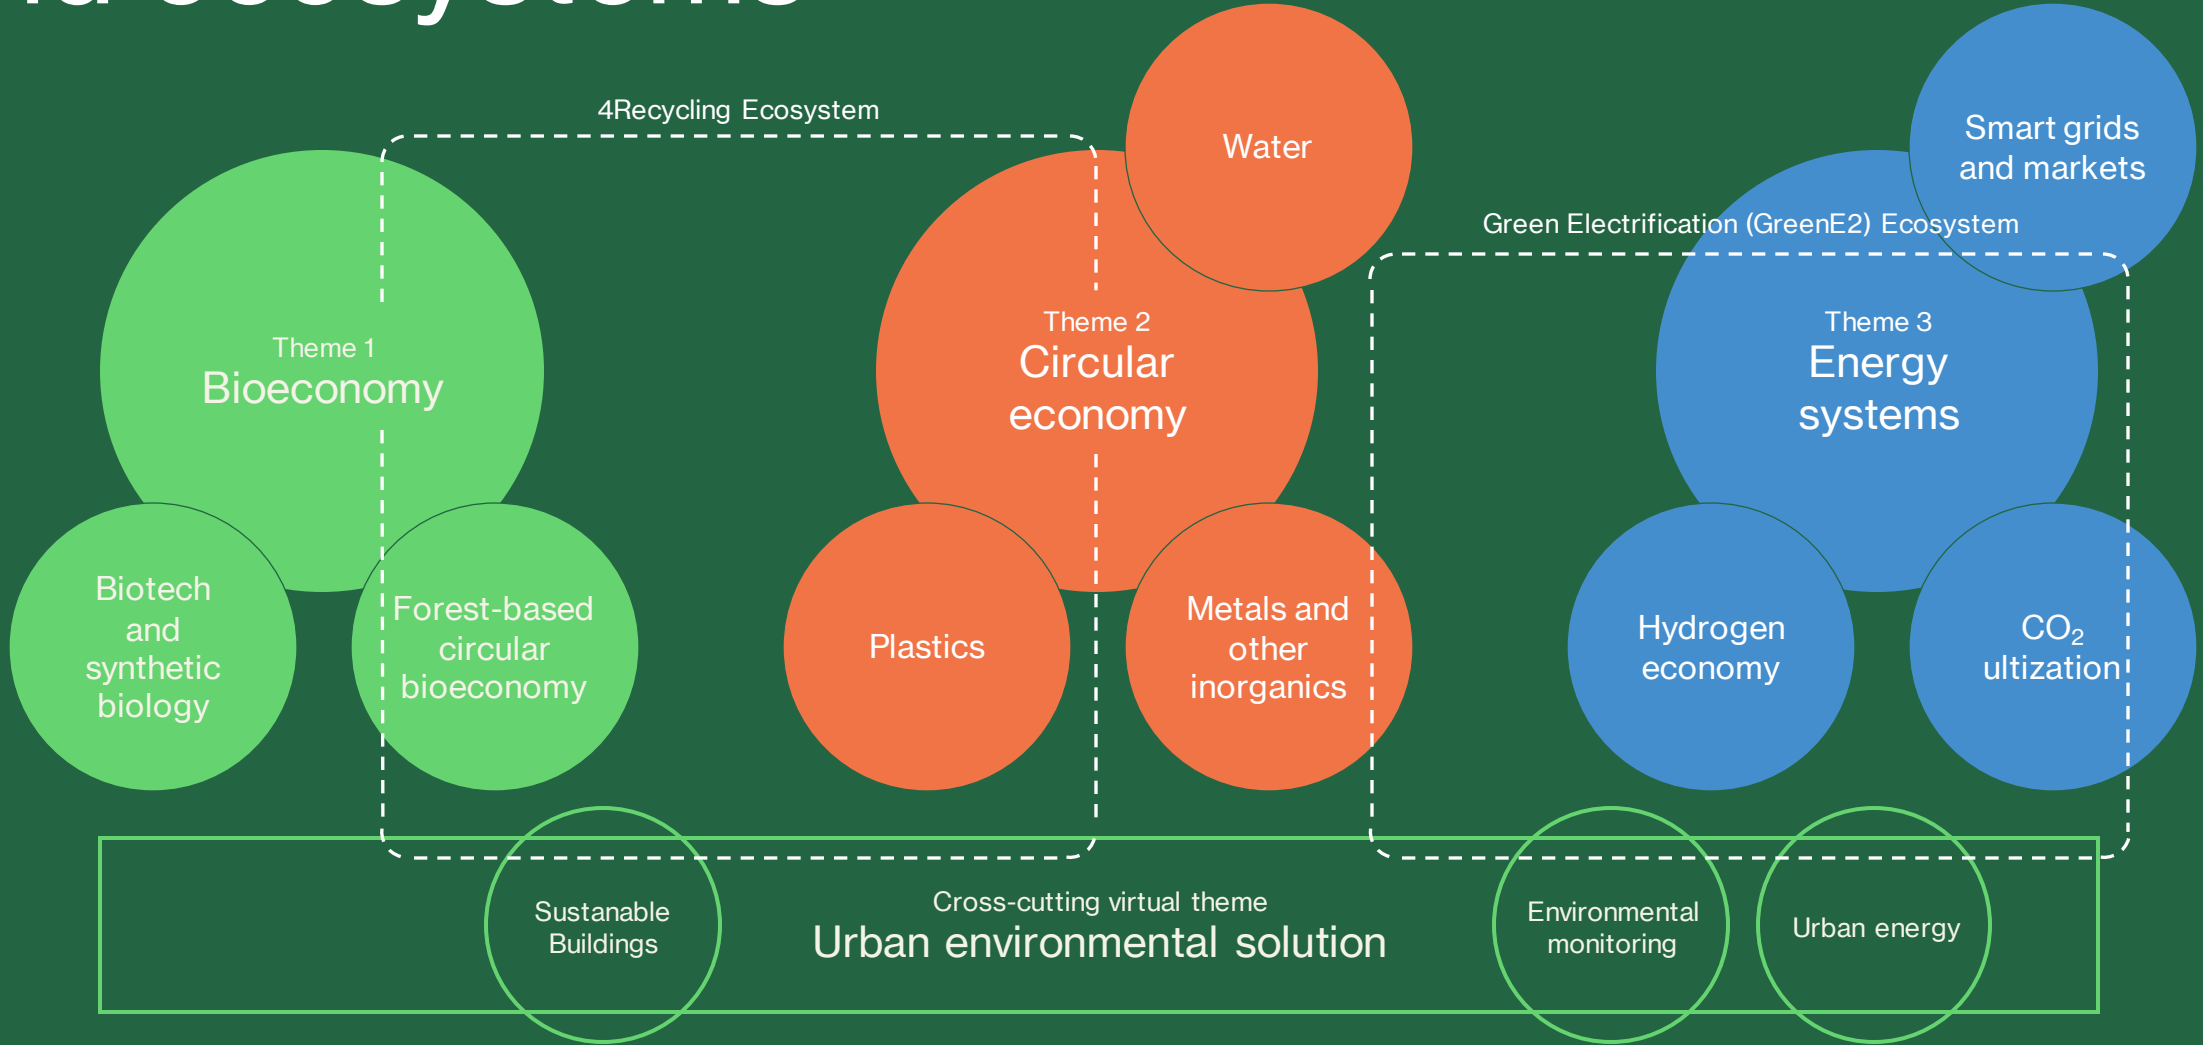 ecosystems
4Recycling Ecosystem
Water
Smart grids
and markets
Green Electrification (GreenE2) Ecosystem
Theme 1
Bioeconomy
Theme 2
Circular
economy
Theme 3
Energy
systems
Biotech
and
synthetic
biology
Forest-based
circular
bioeconomy
Plastics
Metals and
other
inorganics
Hydrogen
economy
CO₂
ultization
Sustanable
Buildings
Cross-cutting virtual theme
Urban environmental solution
Environmental
monitoring
Urban energy